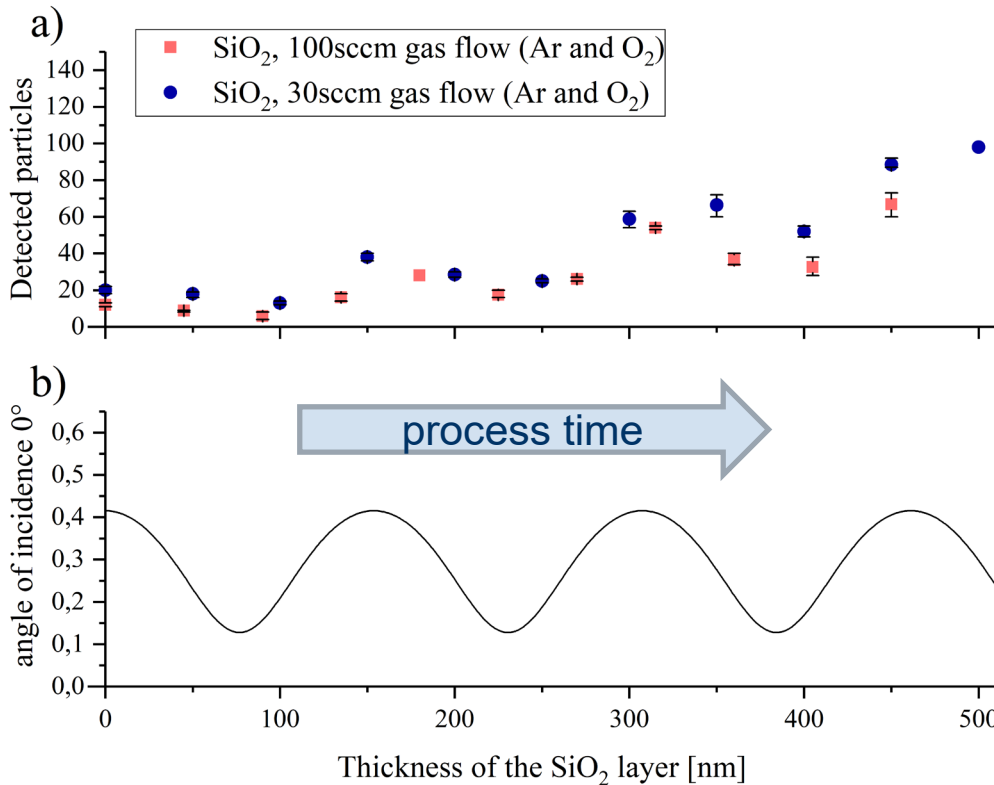 a)
SiO₂, 100sccm gas flow (Ar and O₂)
SiO₂, 30sccm gas flow (Ar and O₂)
Detected particles
140
120
100
80
60
40
20
0
b)
process time
angle of incidence 0°
0,6
0,5
0,4
0,3
0,2
0,1
0,0
0 100 200 300 400 500
Thickness of the SiO₂ layer [nm]